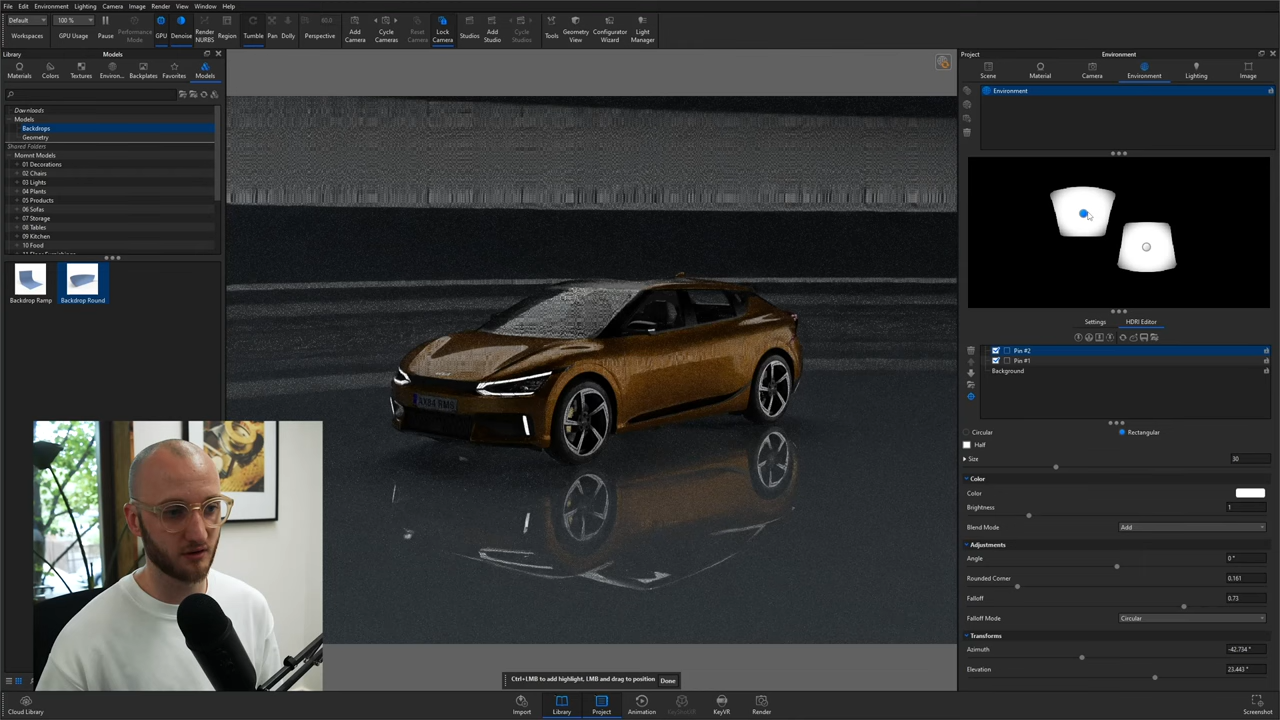 File Edit Environment Lighting Camera Image Render View Window Help
Default 100 %
Workspaces GPU Usage Pause Performance Mode GPU Denoise Render NURBS Region Tumble Pan Dolly Perspective Add Camera Cycle Cameras Reset Camera Lock Camera Studios Add Studio Cycle Studios Tools Geometry View Configurator Wizard Light Manager
Library Models
Materials Colors Textures Environ... Backplates Favorites Models
Downloads
Models
Backdrops
Geometry
Shared Folders
Mornnt Models
01 Decorations
02 Chairs
03 Lights
04 Plants
05 Products
06 Sofas
07 Storage
08 Tables
09 Kitchen
10 Food
Backdrop Ramp Backdrop Round
Project Environment
Scene Material Camera Environment Lighting Image
Environment
Settings HDRI Editor
Pin #2
Pin #1
Background
Circular Rectangular
Half
Size 30
Color
Color
Brightness 1
Blend Mode Add
Adjustments
Angle 0 °
Rounded Corner 0.161
Falloff 0.73
Falloff Mode Circular
Transforms
Azimuth -42.734 °
Elevation 23.443 °
Ctrl+LMB to add highlight, LMB and drag to position Done
Cloud Library Import Library Project Animation KeyShotWeb KeyVR Render Screenshot